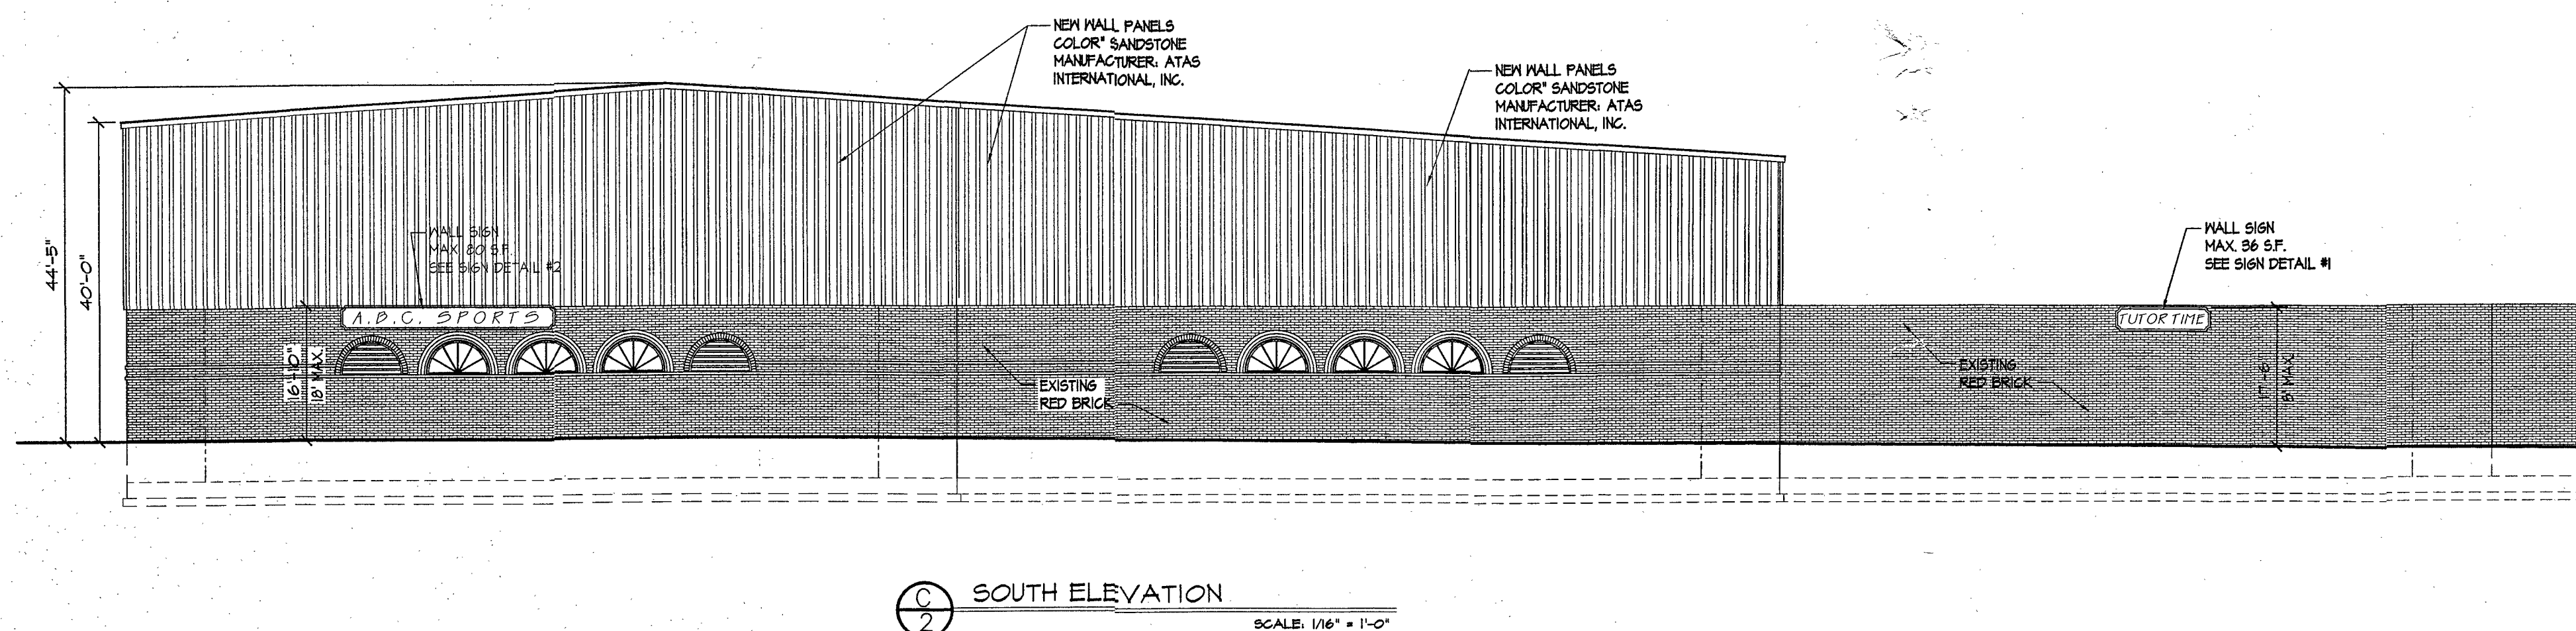 NEW WALL PANELS
COLOR" SANDSTONE
MANUFACTURER: ATAS
INTERNATIONAL, INC.
NEW WALL PANELS
COLOR" SANDSTONE
MANUFACTURER: ATAS
INTERNATIONAL, INC.
44'-5"
40'-0"
WALL SIGN
MAX. 80 S.F.
SEE SIGN DETAIL #2
WALL SIGN
MAX. 36 S.F.
SEE SIGN DETAIL #1
A.B.C. SPORTS
TUTOR TIME
16'-10"
18' MAX.
EXISTING
RED BRICK
EXISTING
RED BRICK
17'-6"
8' MAX.
C
2
SOUTH ELEVATION
SCALE: 1/16" = 1'-0"